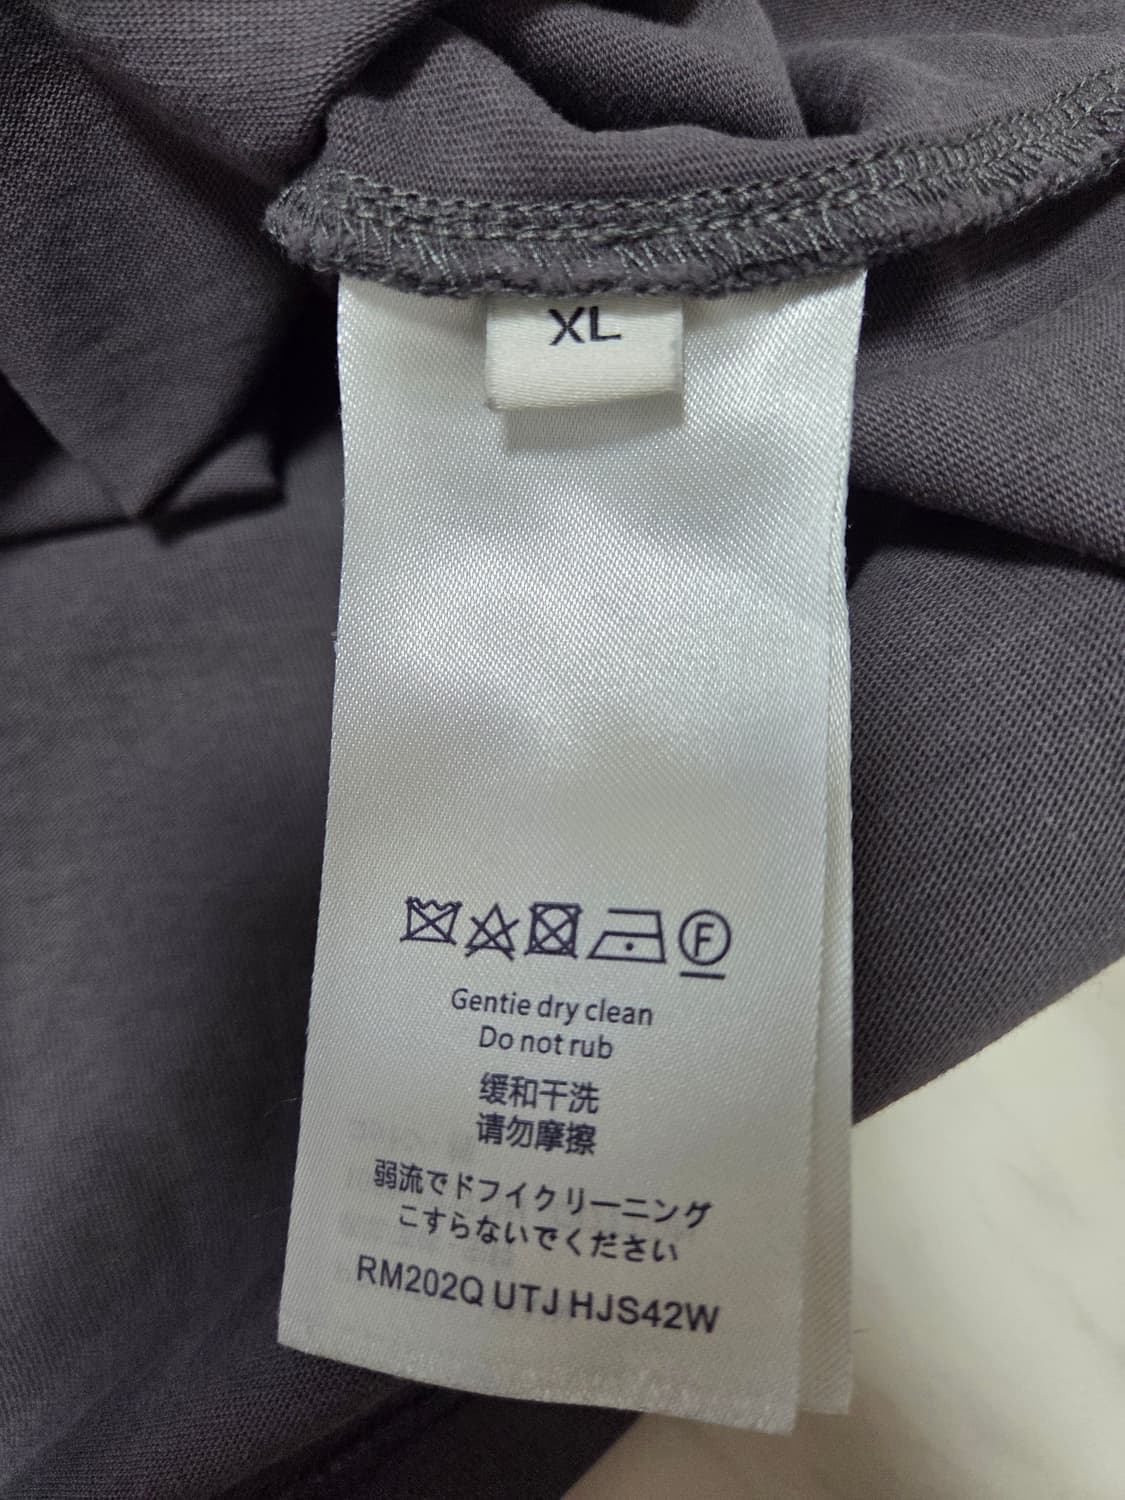 XL
F
Gentie dry clean
Do not rub
缓和干洗
请勿摩擦
弱流でドフイクリーニング
こすらないでください
RM202Q UTJ HJS42W